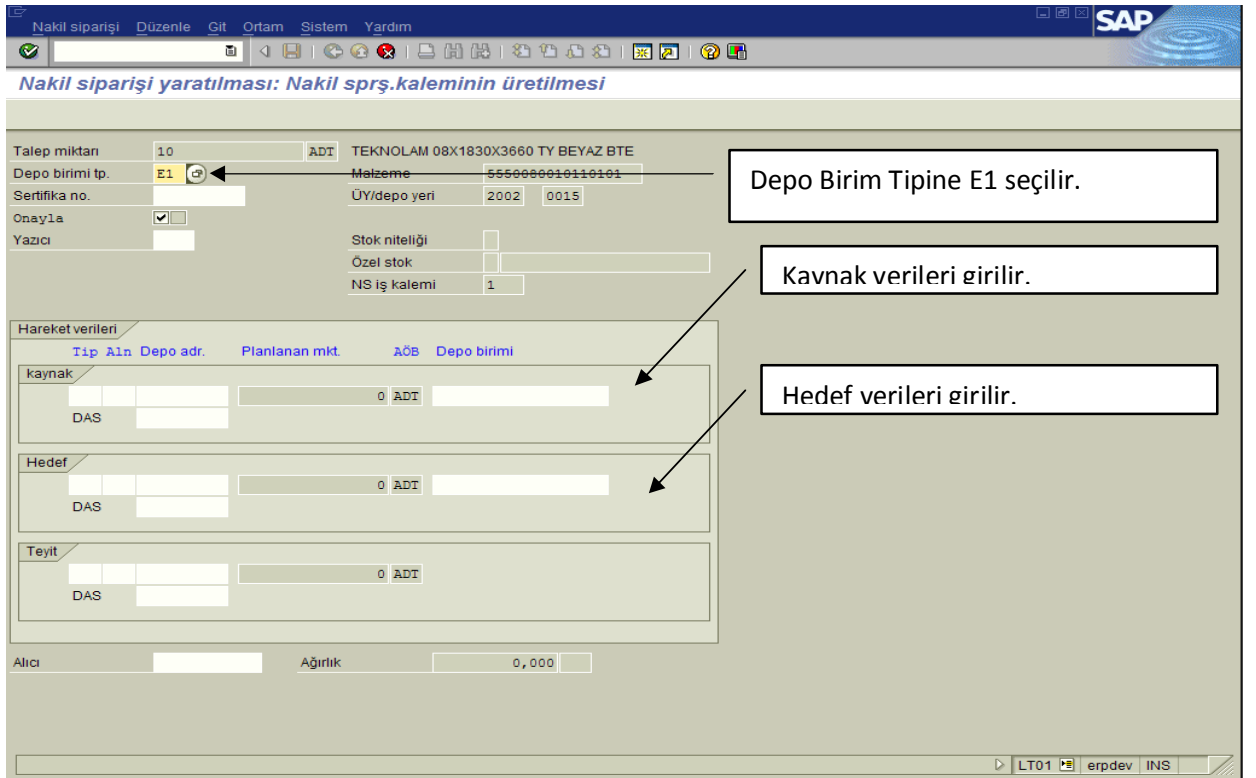 Nakil siparişi Düzenle Git Ortam Sistem Yardım
SAP
Nakil siparişi yaratılması: Nakil sprş.kaleminin üretilmesi
Talep miktarı 10 ADT TEKNOLAM 08X1830X3660 TY BEYAZ BTE
Depo birimi tp. E1 Malzeme 5550080010110101
Depo Birim Tipine E1 seçilir.
Sertifika no. ÜY/depo yeri 2002 0015
Onayla
Yazıcı Stok niteliği
Özel stok
Kaynak verileri girilir.
NS iş kalemi 1
Hareket verileri
Tip Aln Depo adr. Planlanan mkt. AÖB Depo birimi
kaynak
0 ADT
Hedef verileri girilir.
DAS
Hedef
0 ADT
DAS
Teyit
0 ADT
DAS
Alıcı Ağırlık 0,000
LT01 erpdev INS